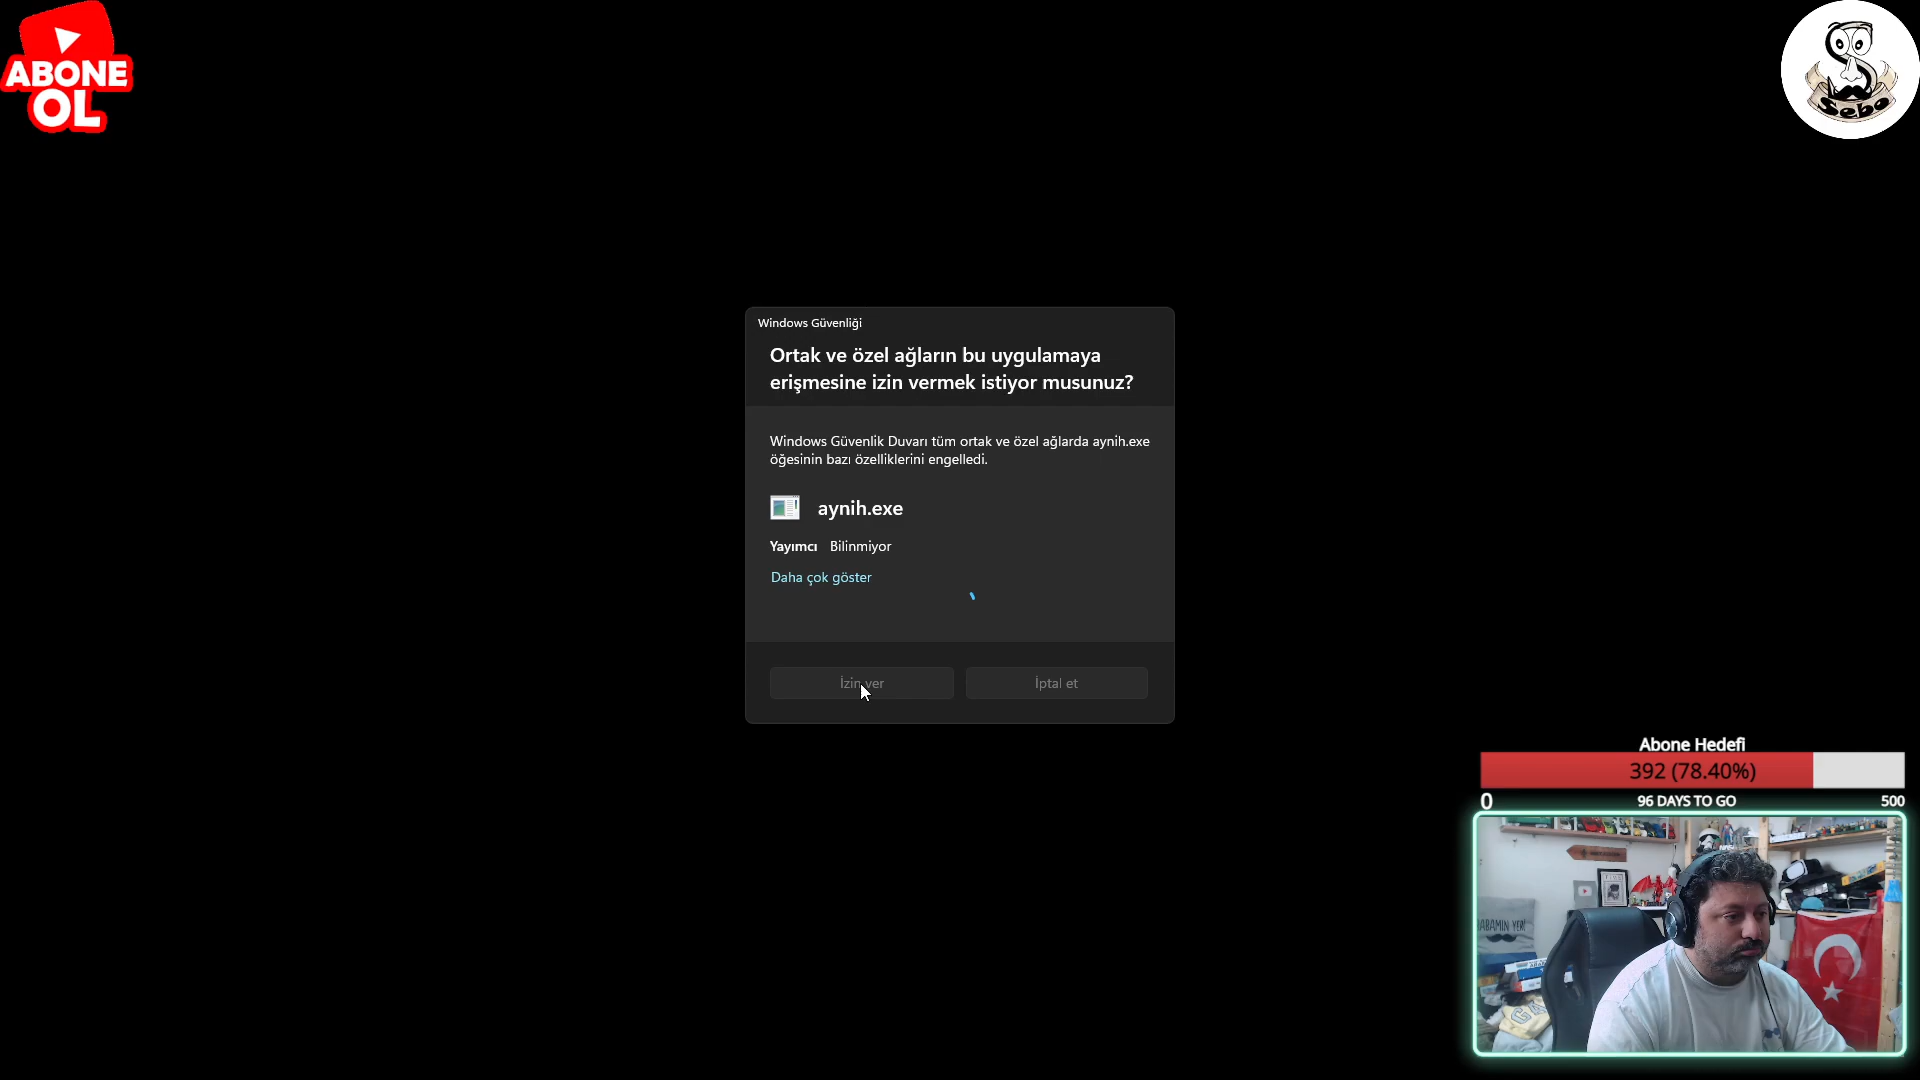 ABONE
OL
Sebo
Windows Güvenliği
Ortak ve özel ağların bu uygulamaya
erişmesine izin vermek istiyor musunuz?
Windows Güvenlik Duvarı tüm ortak ve özel ağlarda aynih.exe
öğesinin bazı özelliklerini engelledi.
aynih.exe
Yayımcı Bilinmiyor
Daha çok göster
İzin ver
İptal et
Abone Hedefi
392 (78.40%)
0
96 DAYS TO GO
500